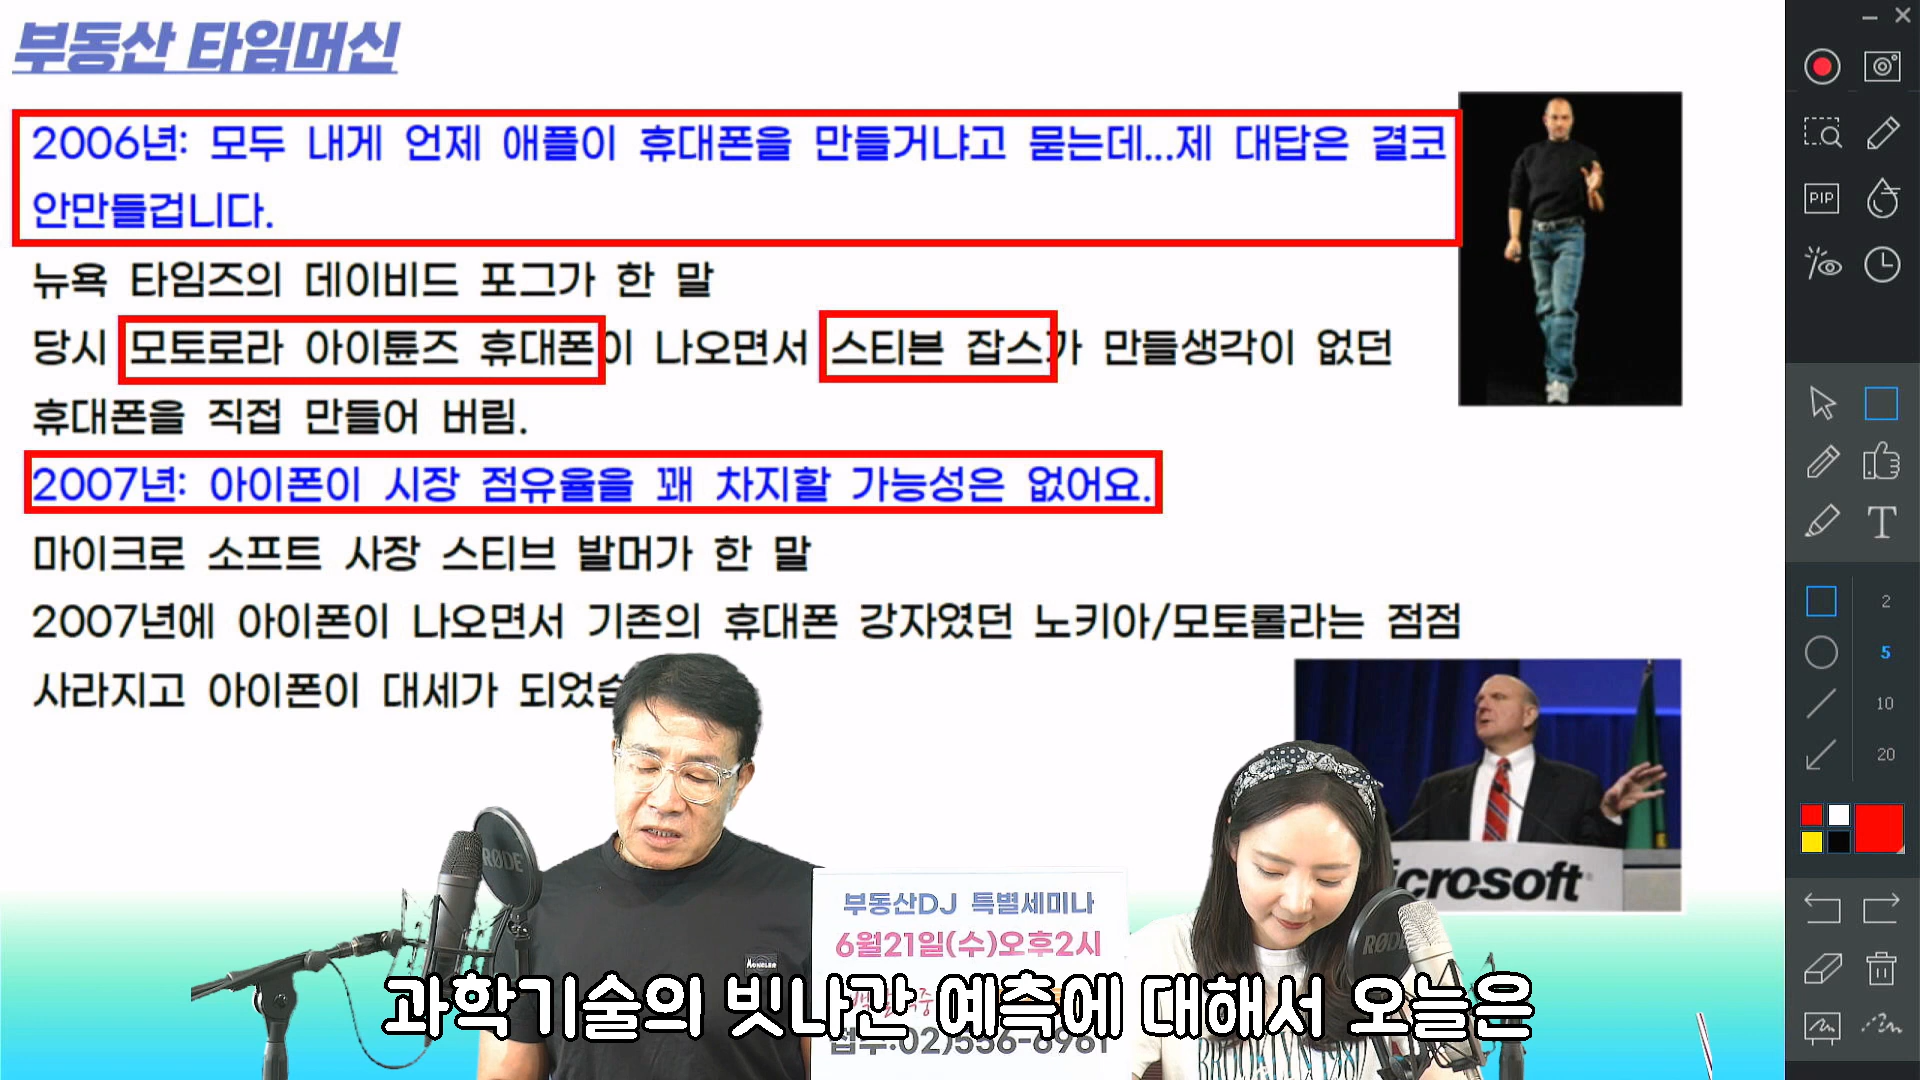 부동산 타임머신
2006년: 모두 내게 언제 애플이 휴대폰을 만들거냐고 묻는데...제 대답은 결코
안만들겁니다.
뉴욕 타임즈의 데이비드 포그가 한 말
당시 모토로라 아이튠즈 휴대폰이 나오면서 스티븐 잡스가 만들생각이 없던
휴대폰을 직접 만들어 버림.
2007년: 아이폰이 시장 점유율을 꽤 차지할 가능성은 없어요.
마이크로 소프트 사장 스티브 발머가 한 말
2007년에 아이폰이 나오면서 기존의 휴대폰 강자였던 노키아/모토롤라는 점점
사라지고 아이폰이 대세가 되었습
crosoft
RØDE
부동산DJ 특별세미나
6월21일(수)오후2시
RØDE
과학기술의 빗나간 예측에 대해서 오늘은
PIP
T
2
5
10
20